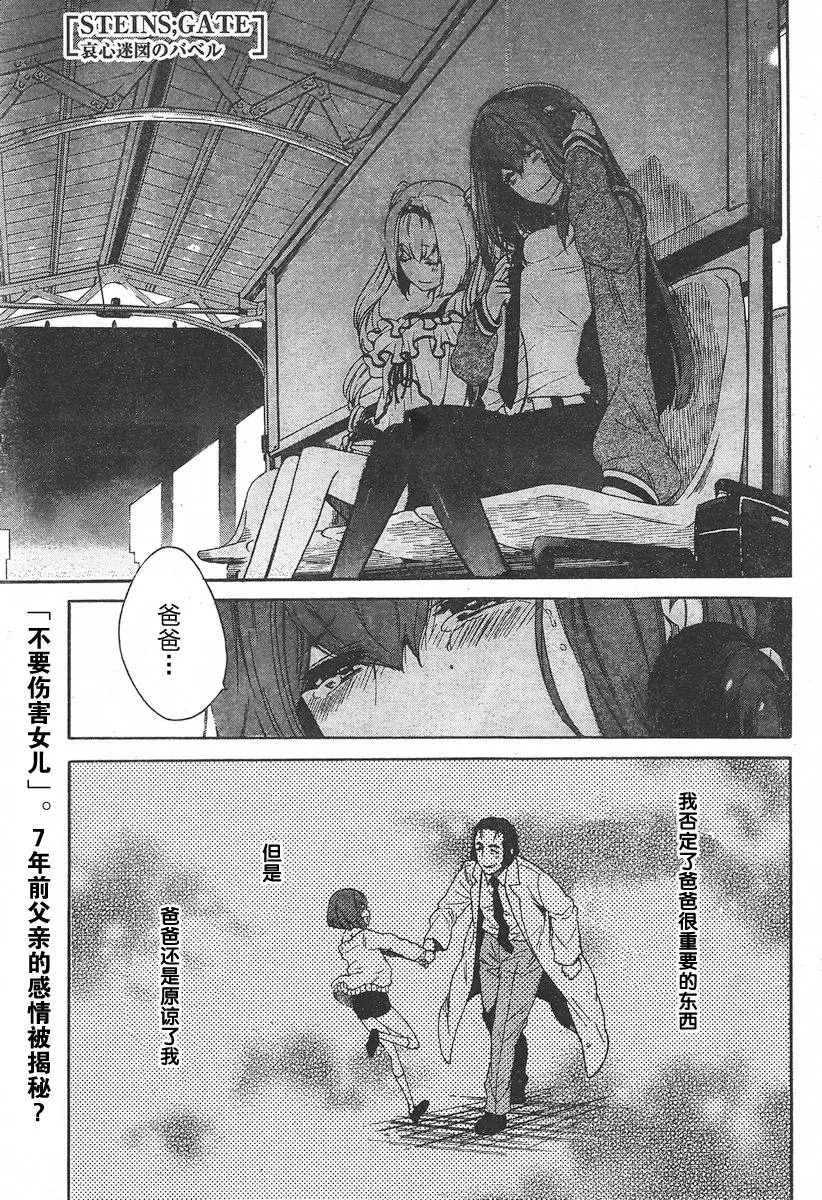 STEINS;GATE
哀心迷図のバベル
爸爸…
「不要伤害女儿」。7年前父亲的感情被揭秘？
我否定了爸爸很重要的东西
但是
爸爸还是原谅了我